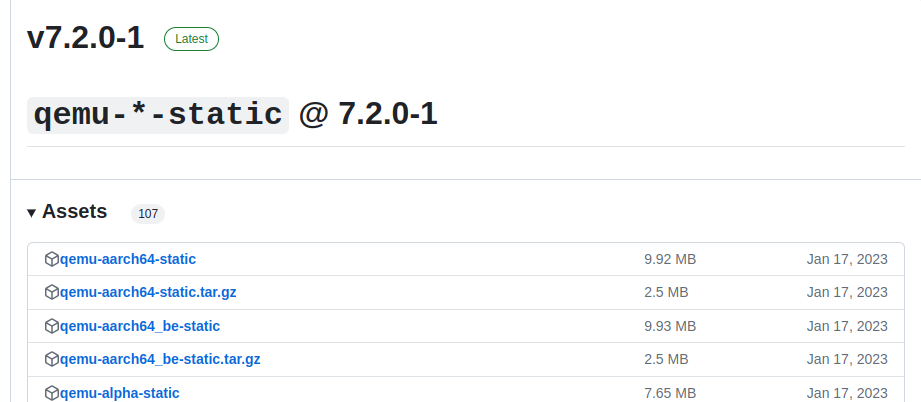 v7.2.0-1 Latest
qemu-*-static @ 7.2.0-1
Assets 107
qemu-aarch64-static 9.92 MB Jan 17, 2023
qemu-aarch64-static.tar.gz 2.5 MB Jan 17, 2023
qemu-aarch64_be-static 9.93 MB Jan 17, 2023
qemu-aarch64_be-static.tar.gz 2.5 MB Jan 17, 2023
qemu-alpha-static 7.65 MB Jan 17, 2023